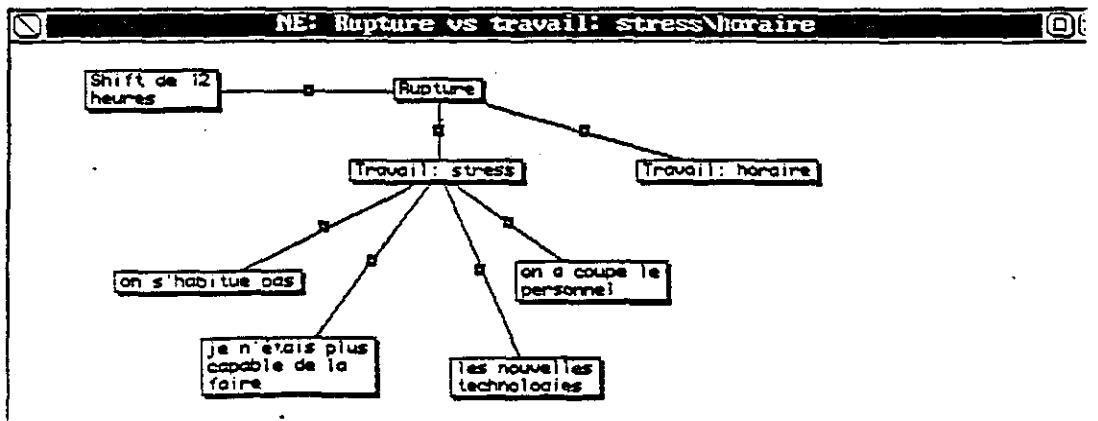 NE: Rupture vs travail: stress\horaire
Shift de 12
heures
Rupture
Travail: stress
Travail: horaire
on s'habitue pas
on a coupe le
personnel
je n'étais plus
capable de la
faire
les nouvelles
technologies